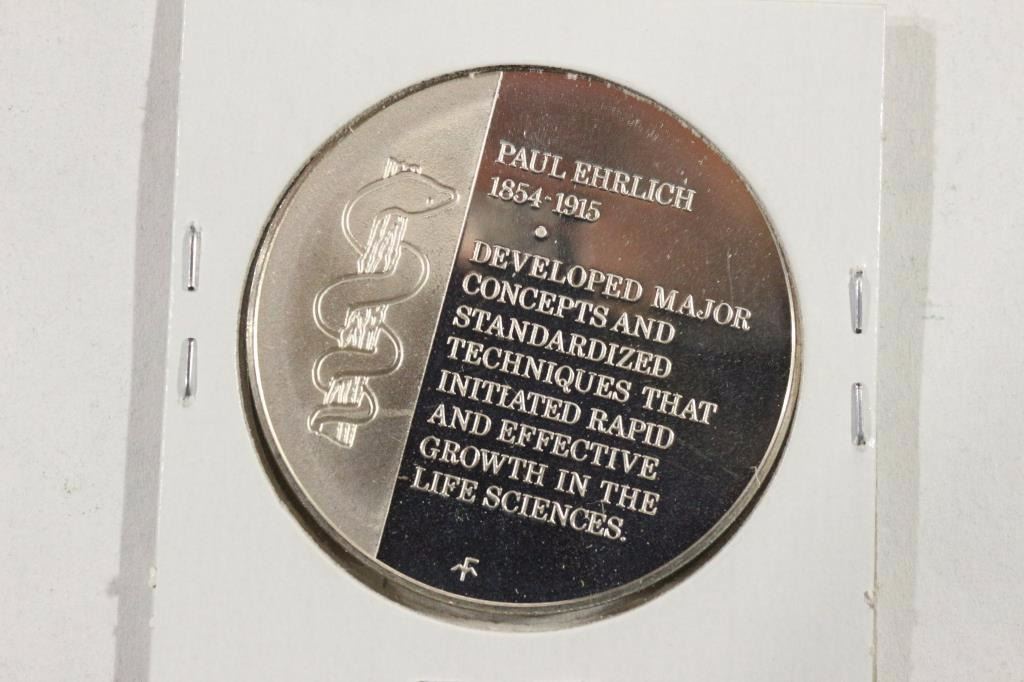 PAUL EHRLICH
1854-1915
•
DEVELOPED MAJOR
CONCEPTS AND
STANDARDIZED
TECHNIQUES THAT
INITIATED RAPID
AND EFFECTIVE
GROWTH IN THE
LIFE SCIENCES.